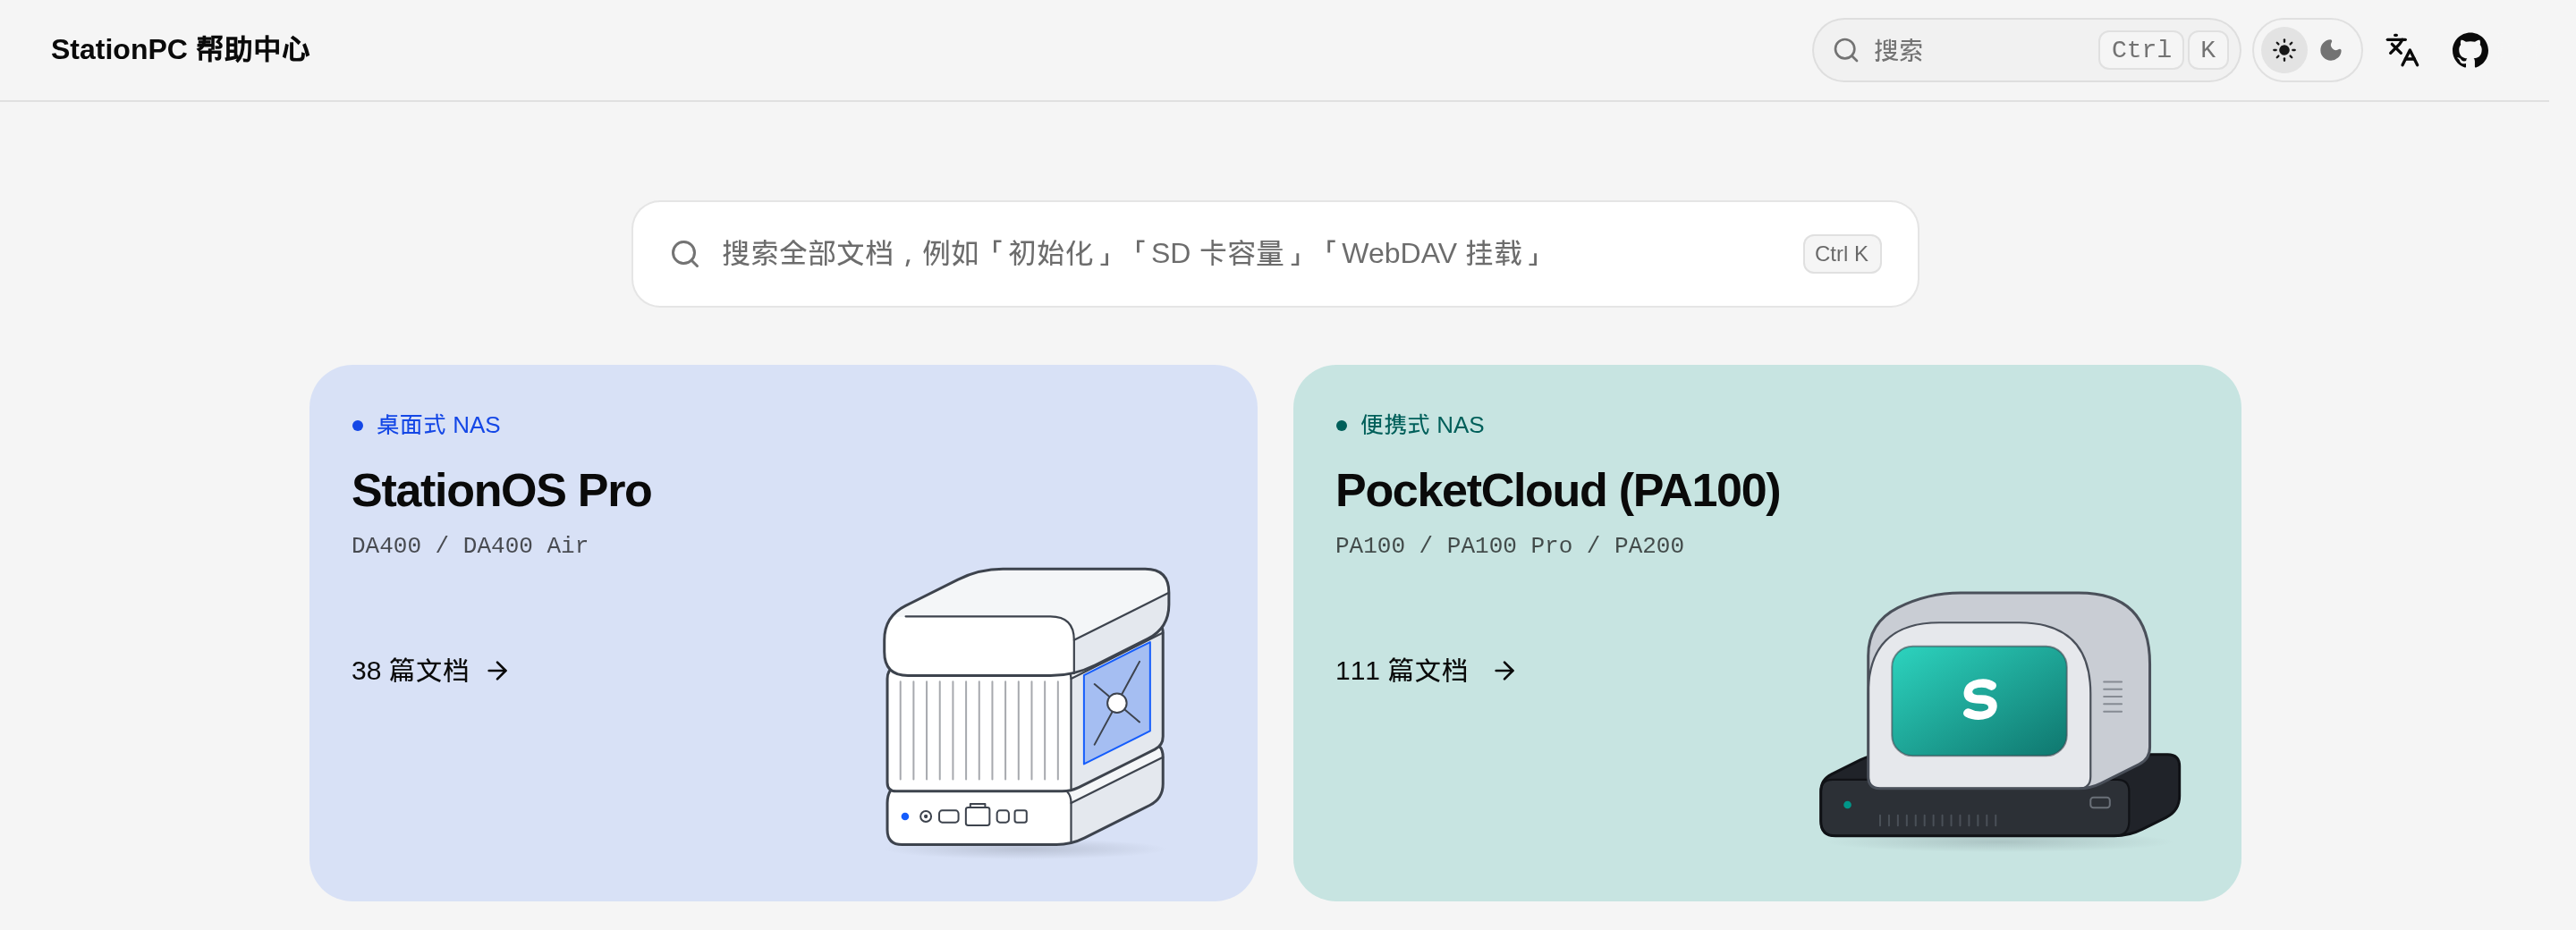 StationPC 帮助中心
搜索 Ctrl K
搜索全部文档，例如「初始化」「SD 卡容量」「WebDAV 挂载」 Ctrl K
桌面式 NAS
StationOS Pro
DA400 / DA400 Air
38 篇文档
便携式 NAS
PocketCloud (PA100)
PA100 / PA100 Pro / PA200
111 篇文档
S